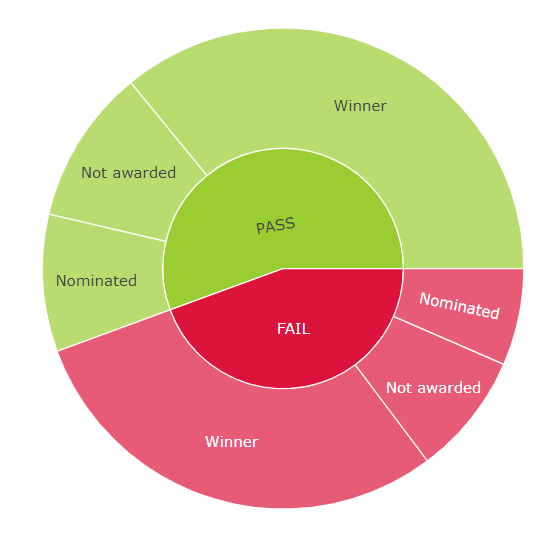 Winner
Not awarded
PASS
Nominated
Nominated
FAIL
Not awarded
Winner